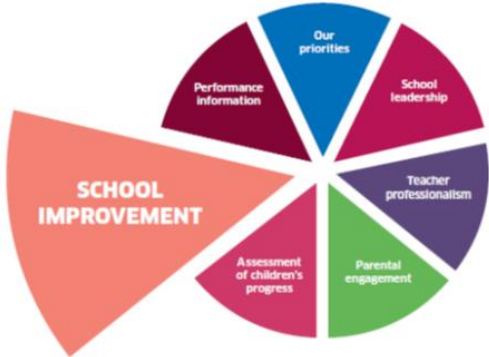 Our
priorities
School
leadership
Teacher
professionalism
Parental
engagement
Assessment
of children's
progress
SCHOOL
IMPROVEMENT
Performance
information